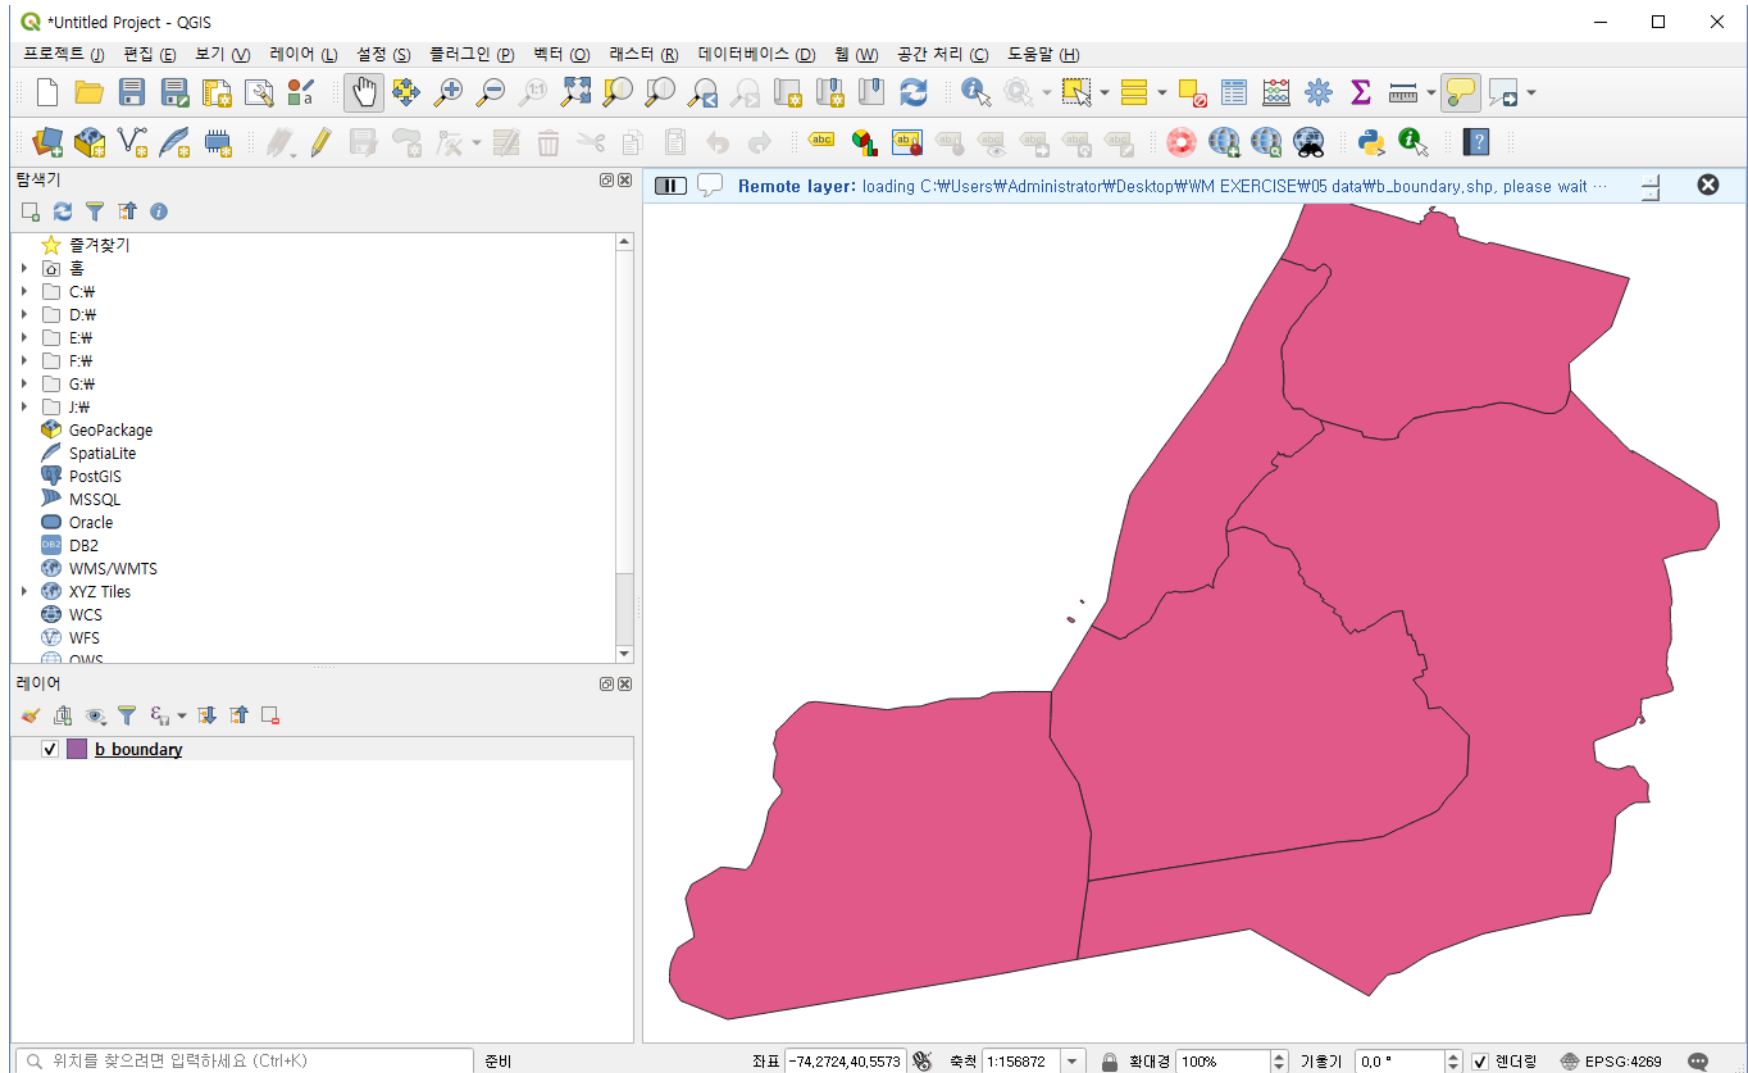 *Untitled Project - QGIS
프로젝트 (J) 편집 (E) 보기 (V) 레이어 (L) 설정 (S) 플러그인 (P) 벡터 (O) 래스터 (R) 데이터베이스 (D) 웹 (W) 공간 처리 (C) 도움말 (H)
탐색기
Remote layer: loading C:₩Users₩Administrator₩Desktop₩WM EXERCISE₩05 data₩b_boundary,shp, please wait ...
즐겨찾기
홈
C:₩
D:₩
E:₩
F:₩
G:₩
J:₩
GeoPackage
SpatiaLite
PostGIS
MSSQL
Oracle
DB2
WMS/WMTS
XYZ Tiles
WCS
WFS
OWS
레이어
b_boundary
위치를 찾으려면 입력하세요 (Ctrl+K) 준비 좌표 -74,2724,40,5573 축척 1:156872 확대경 100% 기울기 0,0 ° 렌더링 EPSG:4269